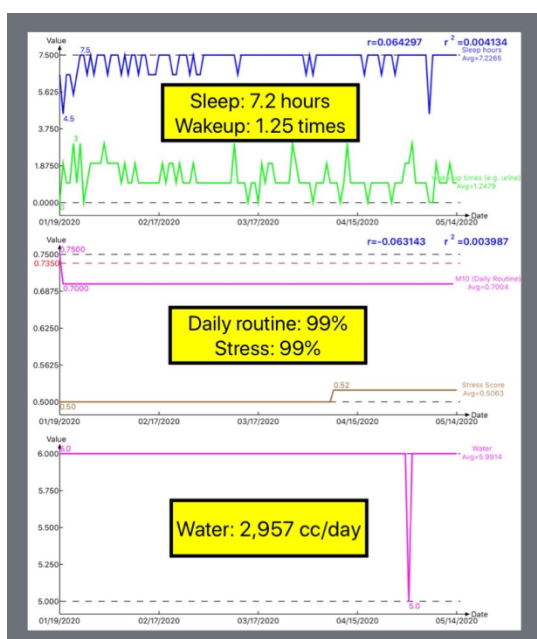 Value
r=0.064297 r² =0.004134
7.500
7.5
Sleep hours
Avg=7.2265
5.625
4.5
Sleep: 7.2 hours
Wakeup: 1.25 times
3.750
3
1.8750
Wakeup times (e.g. urine)
Avg=1.2479
0.0000
0
Date
01/19/2020 02/17/2020 03/17/2020 04/15/2020 05/14/2020
Value
r=-0.063143 r² =0.003987
0.7500
0.7500
0.7350
0.7000
0.6875
M10 (Daily Routine)
Avg=0.7004
0.6250
Daily routine: 99%
Stress: 99%
0.5625
0.52
Stress Score
Avg=0.5063
0.5000
0.50
Date
01/19/2020 02/17/2020 03/17/2020 04/15/2020 05/14/2020
Value
6.000
6.0
Water
Avg=5.9914
5.750
5.500
Water: 2,957 cc/day
5.250
5.000
5.0
Date
01/19/2020 02/17/2020 03/17/2020 04/15/2020 05/14/2020